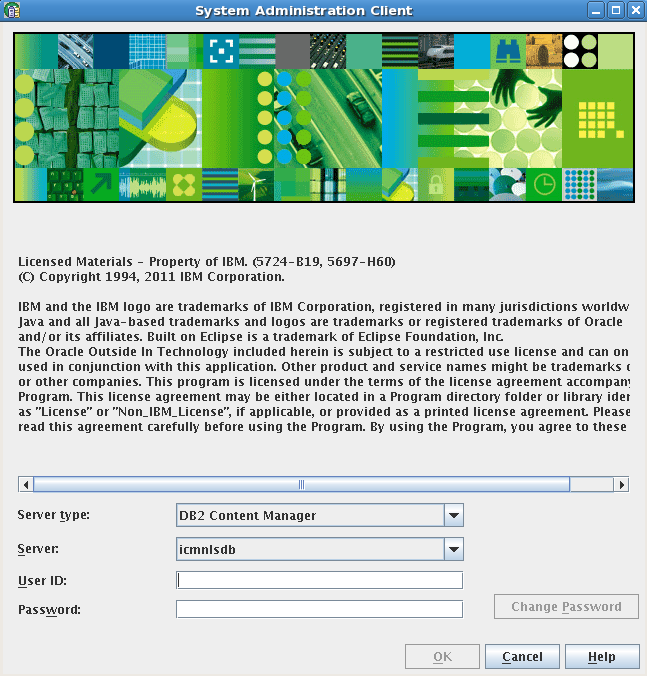 System Administration Client
Licensed Materials - Property of IBM. (5724-B19, 5697-H60)
(C) Copyright 1994, 2011 IBM Corporation.
IBM and the IBM logo are trademarks of IBM Corporation, registered in many jurisdictions
Java and all Java-based trademarks and logos are trademarks or registered trademarks of Oracle
and/or its affiliates. Built on Eclipse is a trademark of Eclipse Foundation, Inc.
The Oracle Outside In Technology included herein is subject to a restricted use license and can
used in conjunction with this application. Other product and service names might be trademarks
or other companies. This program is licensed under the terms of the license agreement
Program. This license agreement may be either located in a Program directory folder or library
as "License" or "Non_IBM_License", if applicable, or provided as a printed license agreement. Please
read this agreement carefully before using the Program. By using the Program, you agree to these
Server type:
DB2 Content Manager
Server:
icmnlsdb
User ID:
Password:
Change Password
OK
Cancel
Help